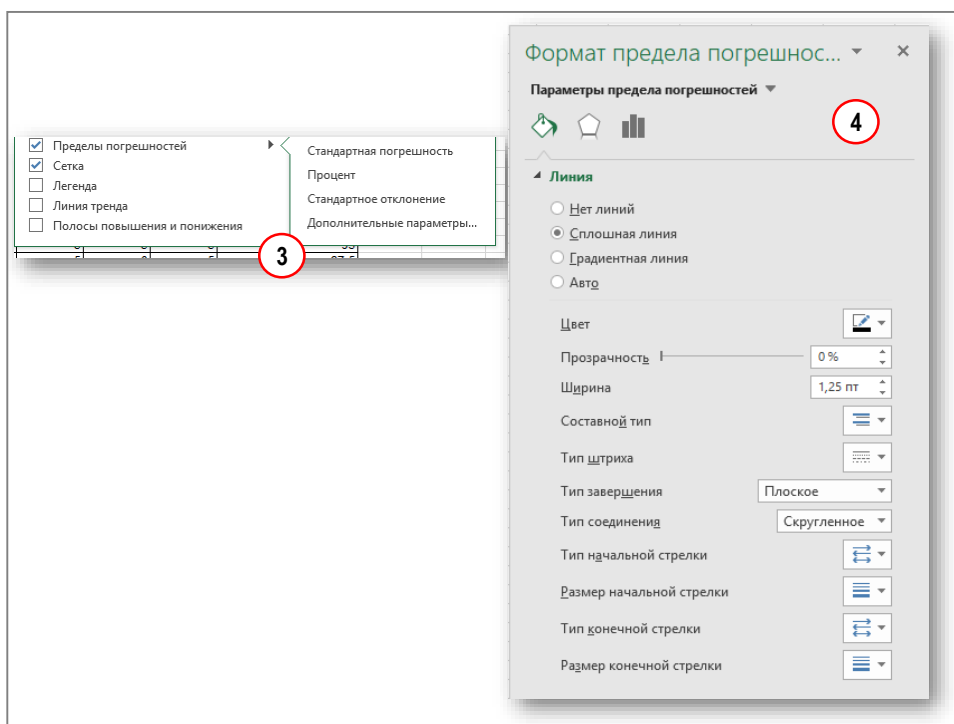 Пределы погрешностей
Сетка
Легенда
Линия тренда
Полосы повышения и понижения
Стандартная погрешность
Процент
Стандартное отклонение
Дополнительные параметры...
3
Формат предела погрешнос...
Параметры предела погрешностей
4
Линия
Нет линий
Сплошная линия
Градиентная линия
Авто
Цвет
Прозрачность 0 %
Ширина 1,25 пт
Составной тип
Тип штриха
Тип завершения Плоское
Тип соединения Скругленное
Тип начальной стрелки
Размер начальной стрелки
Тип конечной стрелки
Размер конечной стрелки